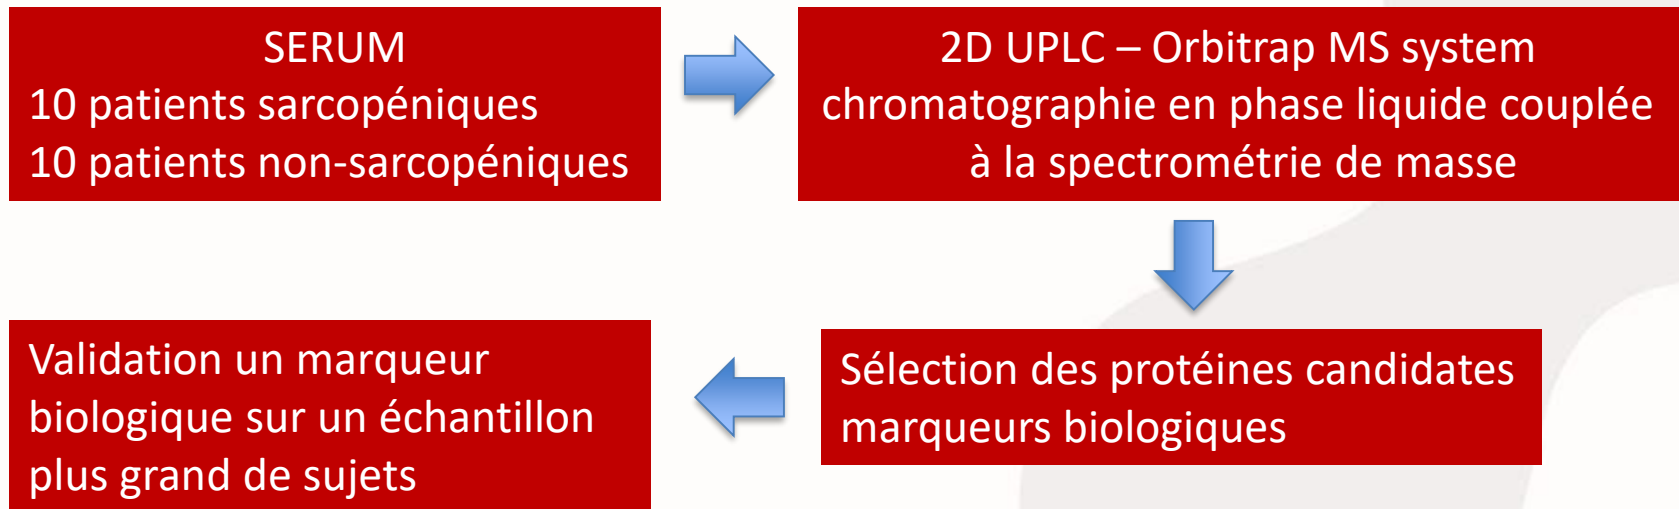 SERUM
10 patients sarcopéniques
10 patients non-sarcopéniques
2D UPLC – Orbitrap MS system
chromatographie en phase liquide couplée
à la spectrométrie de masse
Sélection des protéines candidates
marqueurs biologiques
Validation un marqueur
biologique sur un échantillon
plus grand de sujets